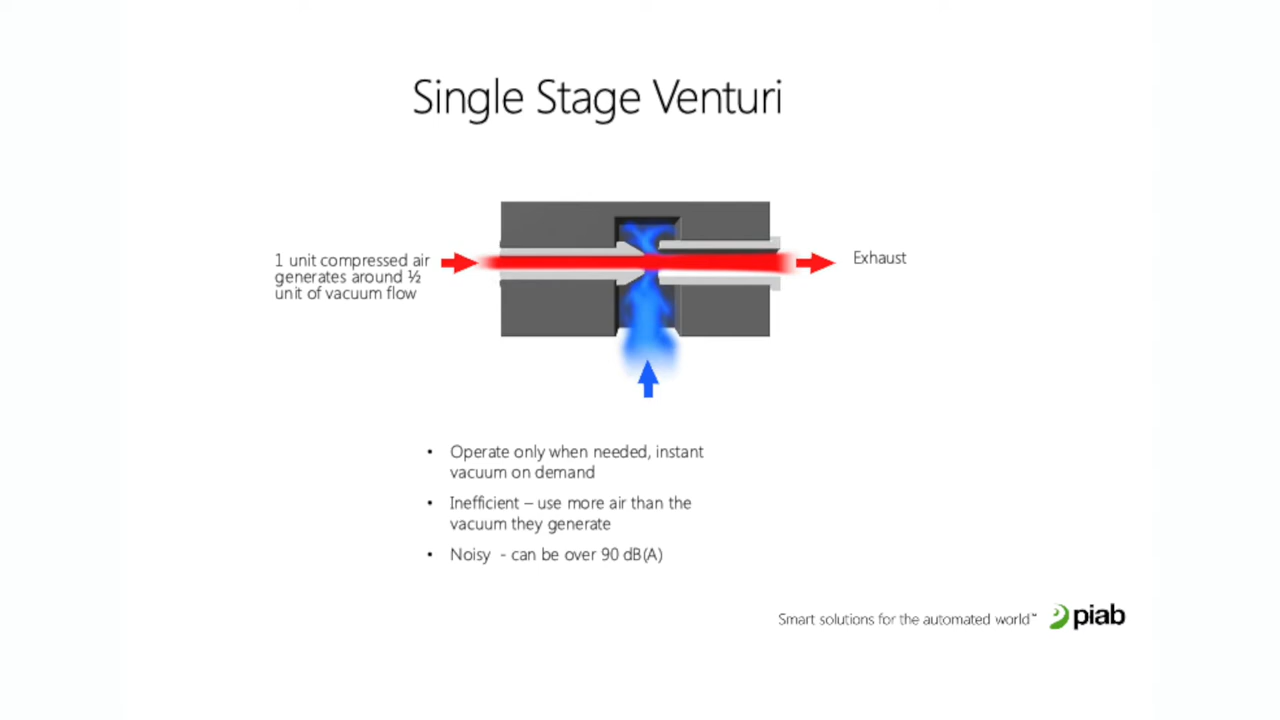 Single Stage Venturi
1 unit compressed air
generates around ½
unit of vacuum flow
Exhaust
• Operate only when needed, instant
vacuum on demand
• Inefficient – use more air than the
vacuum they generate
• Noisy - can be over 90 dB(A)
Smart solutions for the automated world™ piab